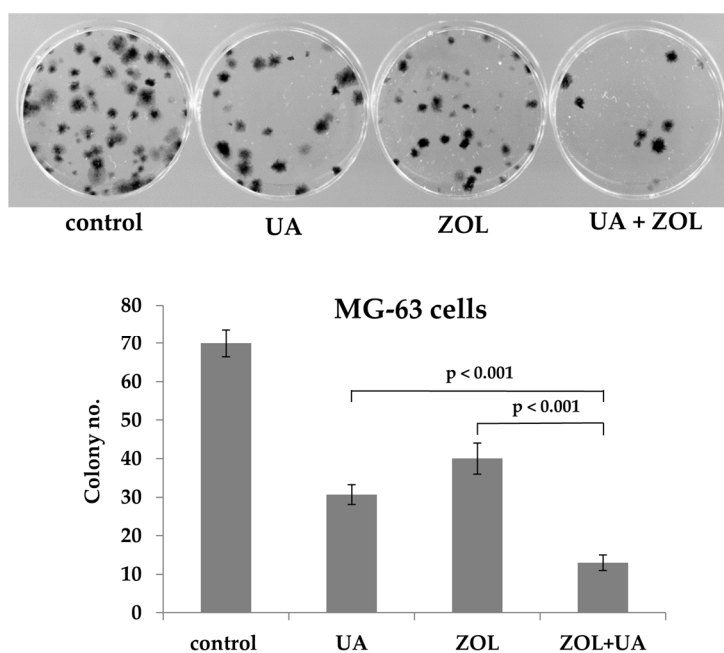 control UA ZOL UA + ZOL
MG-63 cells
Colony no.
80
70
60
50
40
30
20
10
0
p < 0.001
p < 0.001
control UA ZOL ZOL+UA